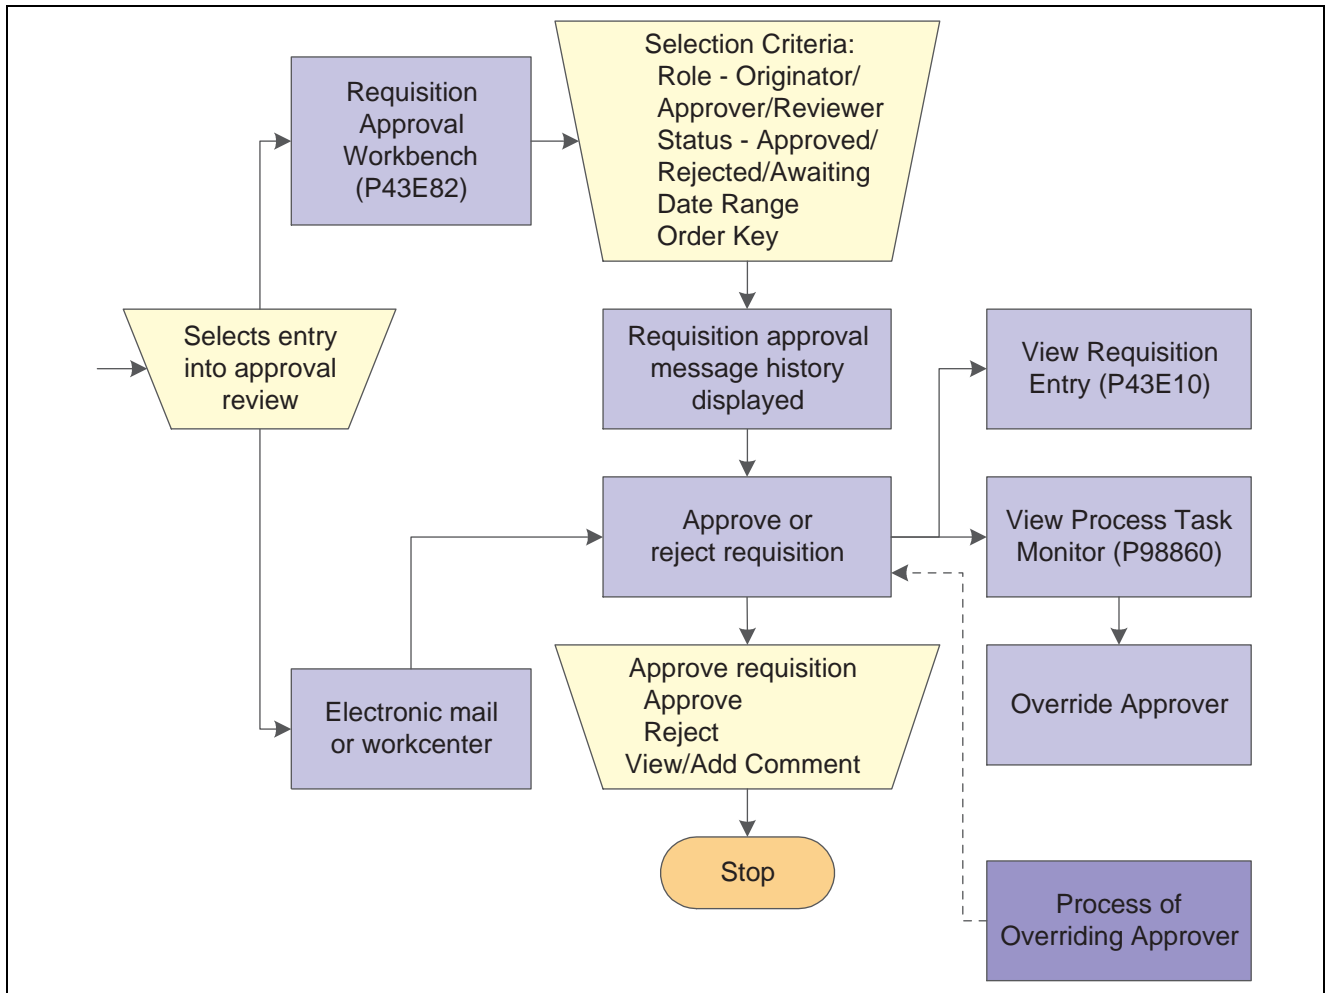 Requisition
Approval
Workbench
(P43E82)
Selection Criteria:
Role - Originator/
Approver/Reviewer
Status - Approved/
Rejected/Awaiting
Date Range
Order Key
Selects entry
into approval
review
Requisition approval
message history
displayed
View Requisition
Entry (P43E10)
Approve or
reject requisition
View Process Task
Monitor (P98860)
Electronic mail
or workcenter
Approve requisition
Approve
Reject
View/Add Comment
Override Approver
Stop
Process of
Overriding Approver